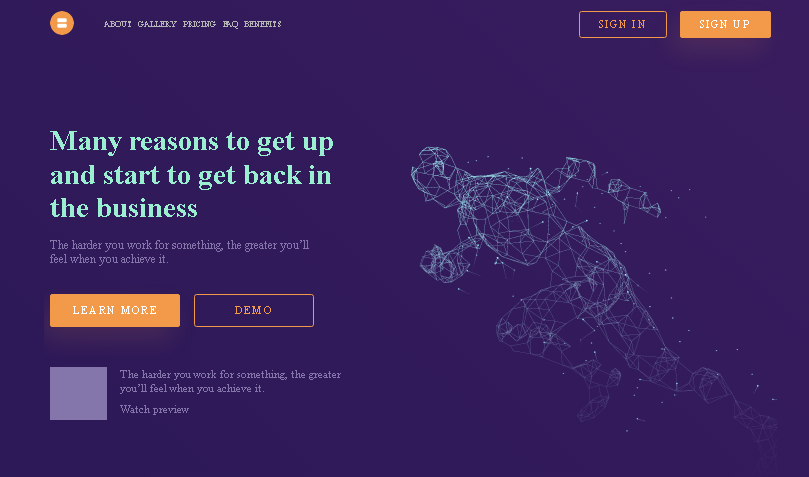 ABOUT GALLERY PRICING FAQ BENEFITS
SIGN IN
SIGN UP
Many reasons to get up
and start to get back in
the business
The harder you work for something, the greater you'll
feel when you achieve it.
LEARN MORE
DEMO
The harder you work for something, the greater
you'll feel when you achieve it.
Watch preview